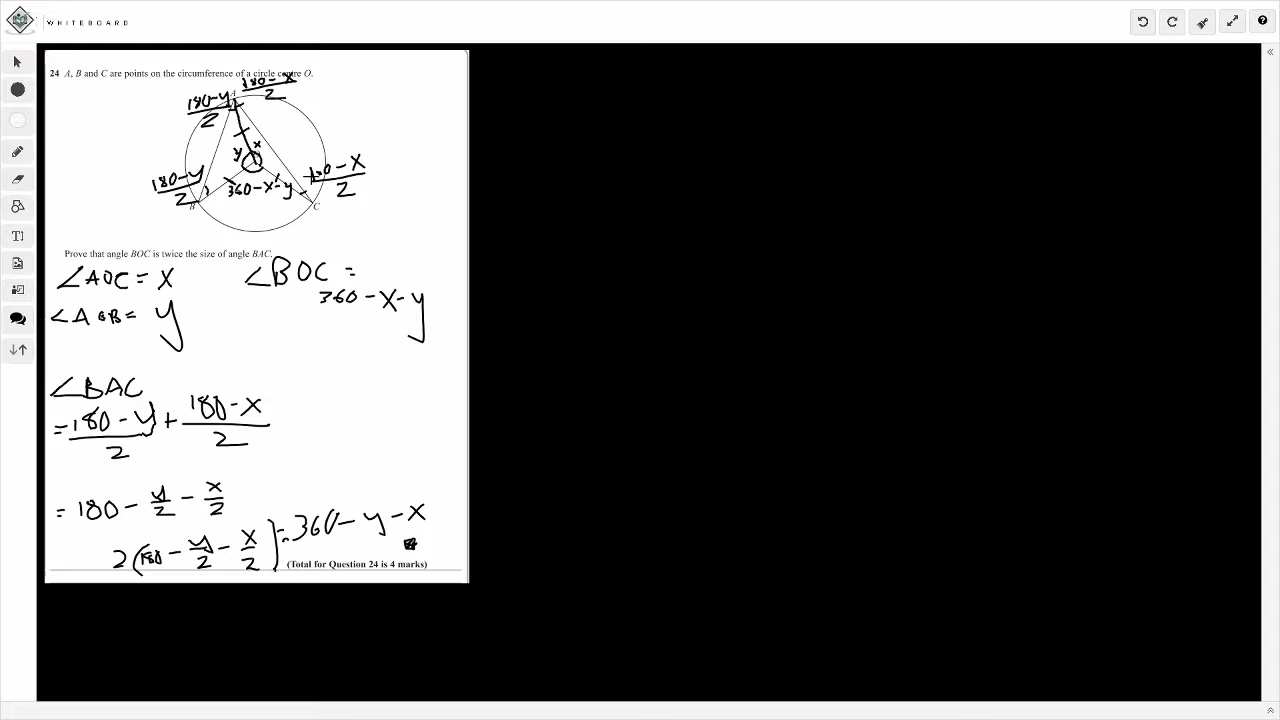 WHITEBOARD
24 A, B and C are points on the circumference of a circle centre O.
180-x/2
180-y/2
A
y x
180-y/2
360-x-y
180-x/2
B
C
Prove that angle BOC is twice the size of angle BAC.
∠AOC = x
∠BOC =
360-x-y
∠AOB = y
∠BAC
= 180-y/2 + 180-x/2
= 180 - y/2 - x/2
2(180 - y/2 - x/2) = 360-y-x
(Total for Question 24 is 4 marks)
T